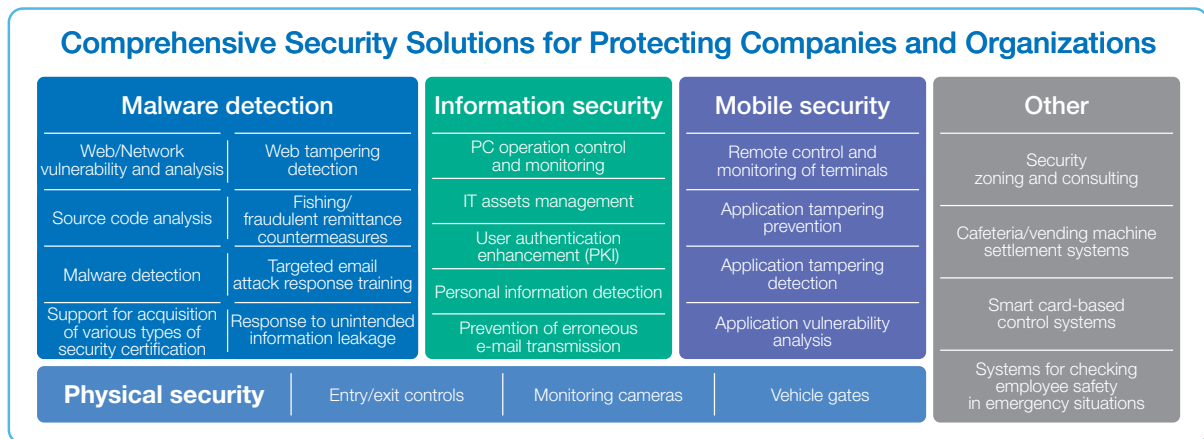 Comprehensive Security Solutions for Protecting Companies and Organizations
Malware detection
Web/Network
vulnerability and analysis
Web tampering
detection
Source code analysis
Fishing/
fraudulent remittance
countermeasures
Malware detection
Targeted email
attack response training
Support for acquisition
of various types of
security certification
Response to unintended
information leakage
Information security
PC operation control
and monitoring
IT assets management
User authentication
enhancement (PKI)
Personal information detection
Prevention of erroneous
e-mail transmission
Mobile security
Remote control and
monitoring of terminals
Application tampering
prevention
Application tampering
detection
Application vulnerability
analysis
Other
Security
zoning and consulting
Cafeteria/vending machine
settlement systems
Smart card-based
control systems
Systems for checking
employee safety
in emergency situations
Physical security
Entry/exit controls
Monitoring cameras
Vehicle gates